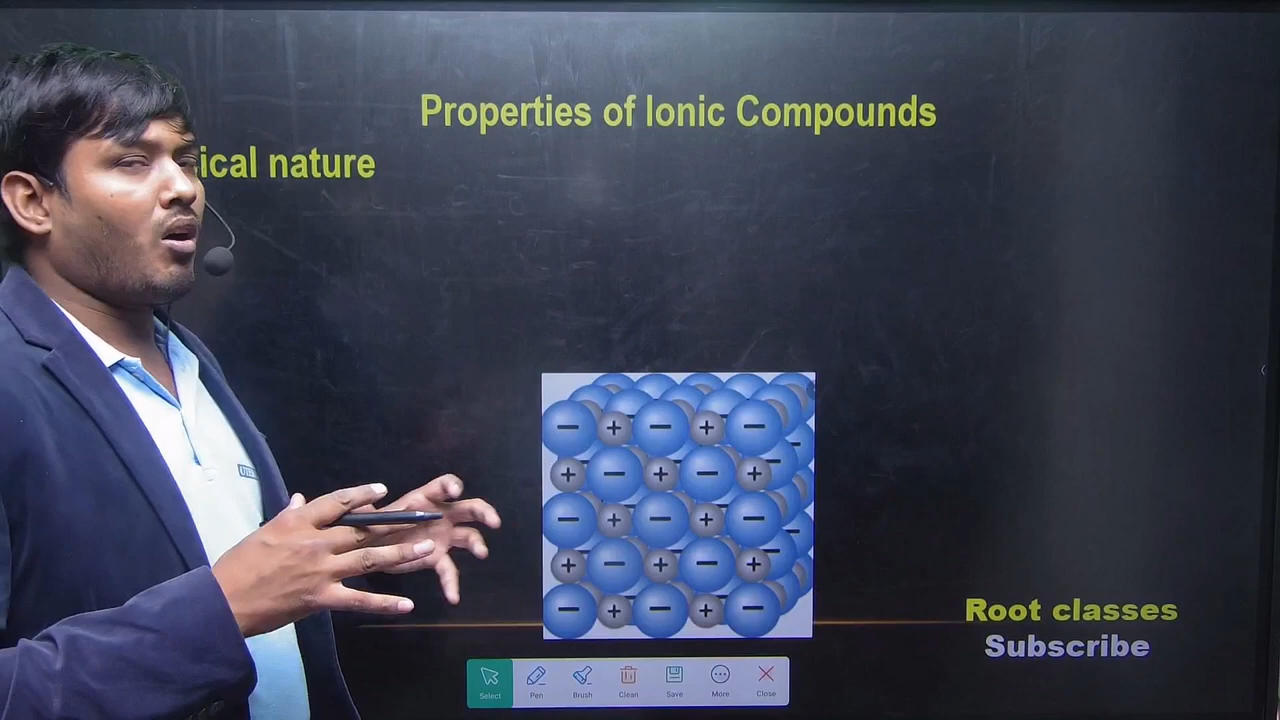 Properties of Ionic Compounds
ical nature
Root classes
Subscribe
Select Pen Brush Clean Save More Close